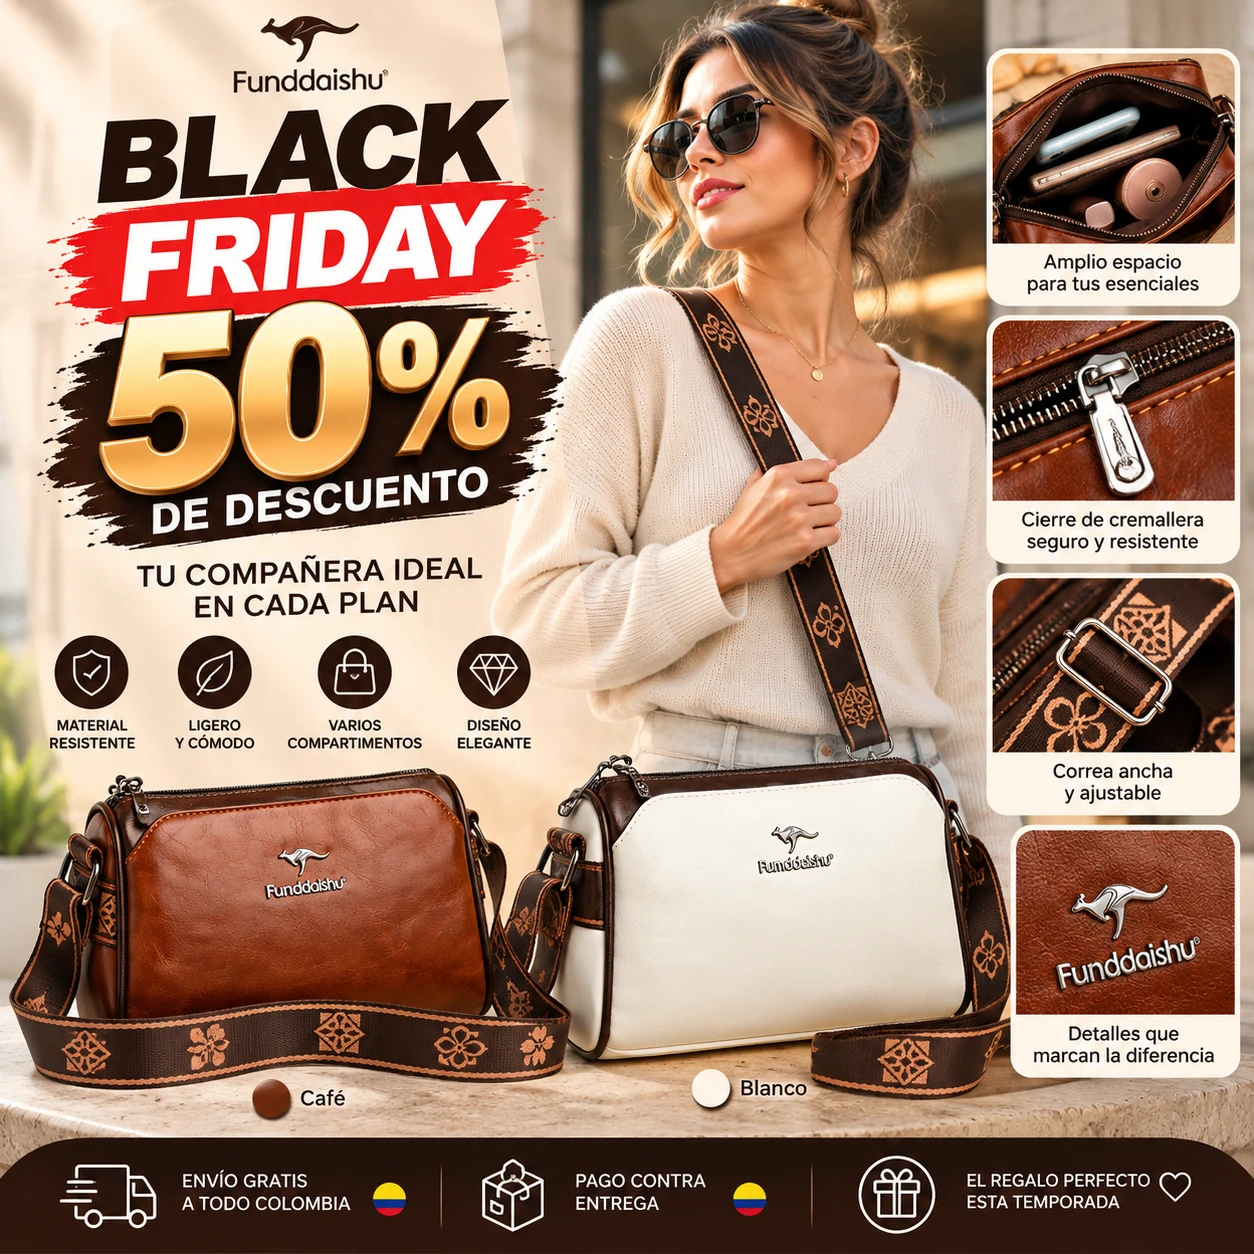 Funddaishu®
BLACK
FRIDAY
50%
DE DESCUENTO
TU COMPAÑERA IDEAL
EN CADA PLAN
MATERIAL
RESISTENTE
LIGERO
Y CÓMODO
VARIOS
COMPARTIMENTOS
DISEÑO
ELEGANTE
Amplio espacio
para tus esenciales
Cierre de cremallera
seguro y resistente
Correa ancha
y ajustable
Funddaishu®
Detalles que
marcan la diferencia
Funddaishu®
Café
Blanco
ENVÍO GRATIS
A TODO COLOMBIA
PAGO CONTRA
ENTREGA
EL REGALO PERFECTO
ESTA TEMPORADA